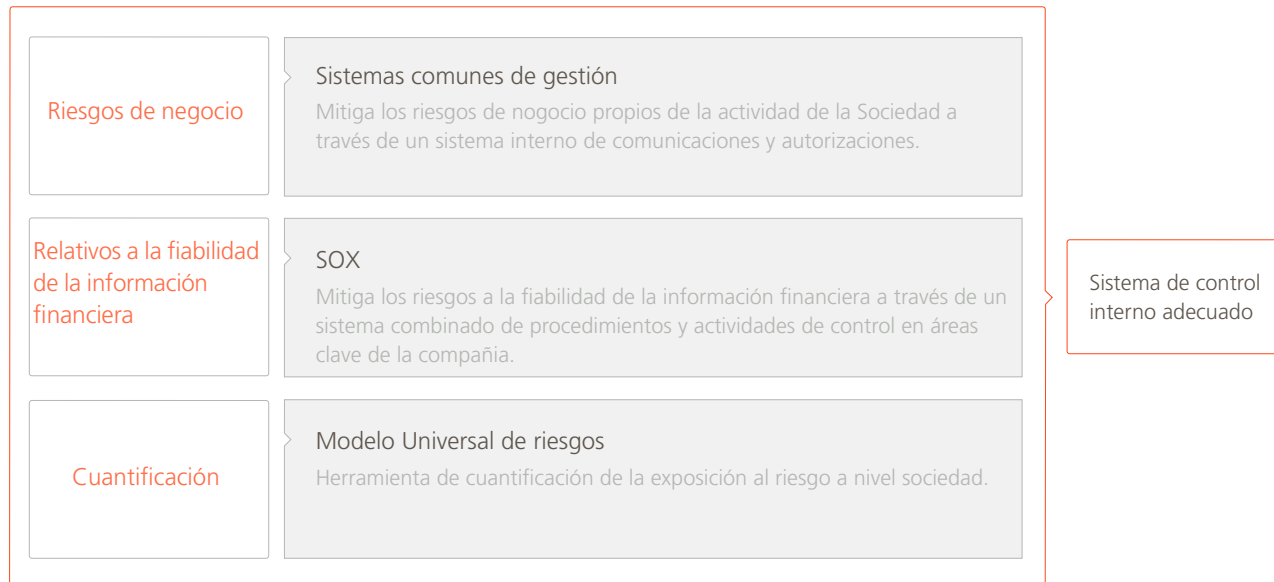 Riesgos de negocio
Sistemas comunes de gestión
Mitiga los riesgos de nogocio propios de la actividad de la Sociedad a
través de un sistema interno de comunicaciones y autorizaciones.
Relativos a la fiabilidad
de la información
financiera
SOX
Mitiga los riesgos a la fiabilidad de la información financiera a través de un
sistema combinado de procedimientos y actividades de control en áreas
clave de la compañia.
Cuantificación
Modelo Universal de riesgos
Herramienta de cuantificación de la exposición al riesgo a nivel sociedad.
Sistema de control
interno adecuado